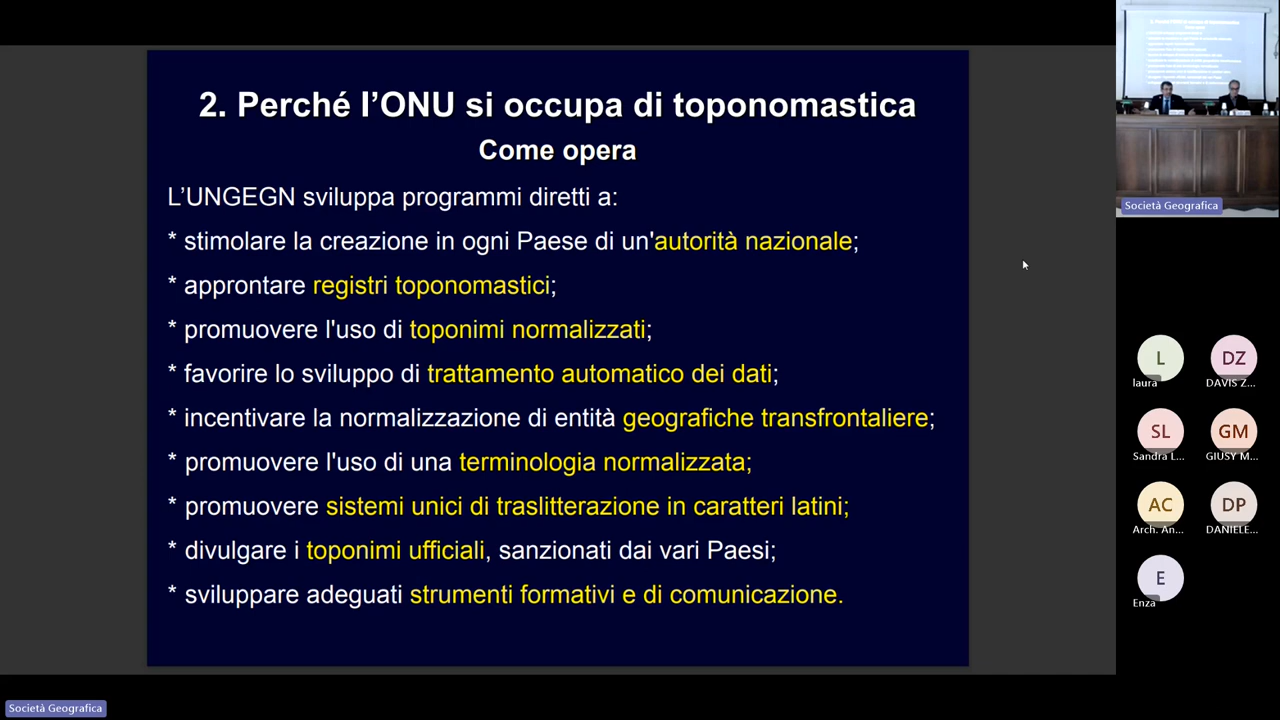 2. Perché l'ONU si occupa di toponomastica
Come opera
L'UNGEGN sviluppa programmi diretti a:
* stimolare la creazione in ogni Paese di un'autorità nazionale;
* approntare registri toponomastici;
* promuovere l'uso di toponimi normalizzati;
* favorire lo sviluppo di trattamento automatico dei dati;
* incentivare la normalizzazione di entità geografiche transfrontaliere;
* promuovere l'uso di una terminologia normalizzata;
* promuovere sistemi unici di traslitterazione in caratteri latini;
* divulgare i toponimi ufficiali, sanzionati dai vari Paesi;
* sviluppare adeguati strumenti formativi e di comunicazione.
Società Geografica
Società Geografica
L
laura
DZ
DAVIS Z...
SL
Sandra L...
GM
GIUSY M...
AC
Arch. An...
DP
DANIELE...
E
Enza